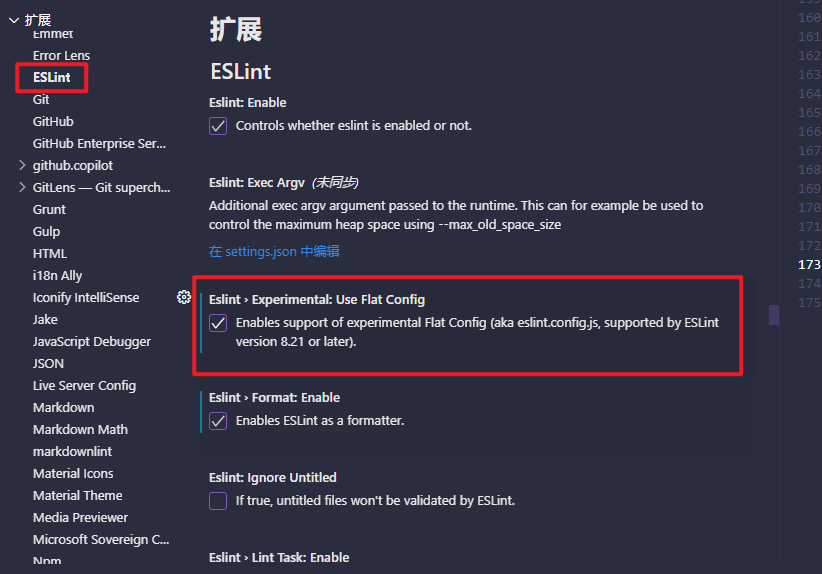 扩展
Emmet
Error Lens
ESLint
Git
GitHub
GitHub Enterprise Ser...
github.copilot
GitLens — Git superch...
Grunt
Gulp
HTML
i18n Ally
Iconify IntelliSense
Jake
JavaScript Debugger
JSON
Live Server Config
Markdown
Markdown Math
markdownlint
Material Icons
Material Theme
Media Previewer
Microsoft Sovereign C...
Npm
扩展
ESLint
Eslint: Enable
Controls whether eslint is enabled or not.
Eslint: Exec Argv (未同步)
Additional exec argv argument passed to the runtime. This can for example be used to
control the maximum heap space using --max_old_space_size
在 settings.json 中编辑
Eslint › Experimental: Use Flat Config
Enables support of experimental Flat Config (aka eslint.config.js, supported by ESLint
version 8.21 or later).
Eslint › Format: Enable
Enables ESLint as a formatter.
Eslint: Ignore Untitled
If true, untitled files won't be validated by ESLint.
Eslint › Lint Task: Enable
160
161
162
163
164
165
166
167
168
169
170
171
172
173
174
175